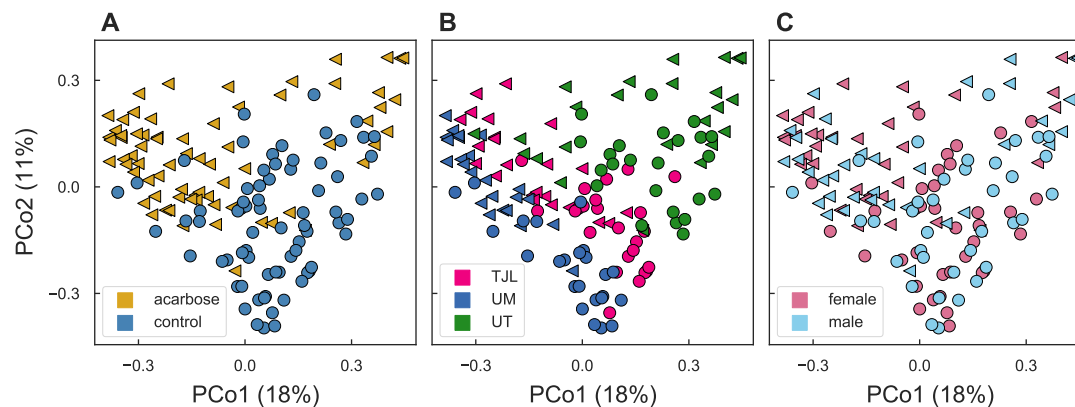 A
B
C
PCo2 (11%)
0.3
0.0
−0.3
acarbose
control
TJL
UM
UT
female
male
−0.3 0.0 0.3
−0.3 0.0 0.3
−0.3 0.0 0.3
PCo1 (18%)
PCo1 (18%)
PCo1 (18%)